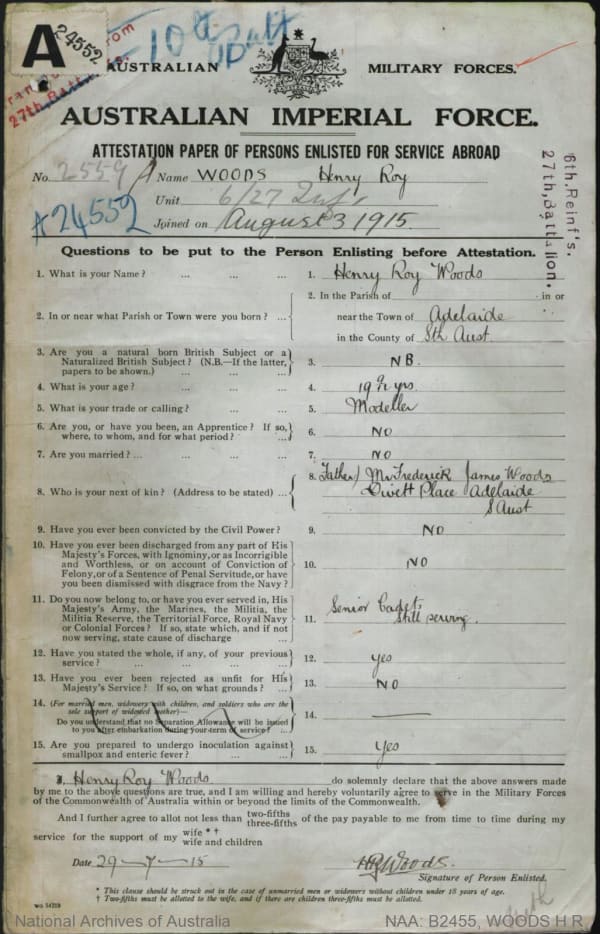 A 24552
10th Batt
27th Batt
AUSTRALIAN MILITARY FORCES.
AUSTRALIAN IMPERIAL FORCE.
ATTESTATION PAPER OF PERSONS ENLISTED FOR SERVICE ABROAD
No. 2559 A Name WOODS Henry Roy
Unit 6/27 Inf.
A 24552
Joined on August 3 1915.
6th, Reinf's.
27th, Battalion.
Questions to be put to the Person Enlisting before Attestation.
1. What is your Name? ... ... ... 1. Henry Roy Woods
2. In or near what Parish or Town were you born? ... 2. In the Parish of in or
near the Town of Adelaide
in the County of Sth Aust.
3. Are you a natural born British Subject or a
Naturalized British Subject? (N.B.—If the latter, 3. NB.
papers to be shown.) ... ...
4. What is your age? ... ... ... 4. 19 9/12 yrs.
5. What is your trade or calling? ... ... 5. Modeller
6. Are you, or have you been, an Apprentice? If so,
where, to whom, and for what period? ... 6. NO
7. Are you married? ... ... ... 7. NO
8. Who is your next of kin? (Address to be stated) ... 8. Father) Mr Frederick James Woods
Divett Place Adelaide
S Aust
9. Have you ever been convicted by the Civil Power? 9. NO
10. Have you ever been discharged from any part of His
Majesty's Forces, with Ignominy, or as Incorrigible
and Worthless, or on account of Conviction of 10. NO
Felony, or of a Sentence of Penal Servitude, or have
you been dismissed with disgrace from the Navy?
11. Do you now belong to, or have you ever served in, His
Majesty's Army, the Marines, the Militia, the
Militia Reserve, the Territorial Force, Royal Navy
or Colonial Forces? If so, state which, and if not
now serving, state cause of discharge
11. Senior Cadets
still serving.
12. Have you stated the whole, if any, of your previous
service? ... ... ... ... 12. yes
13. Have you ever been rejected as unfit for His
Majesty's Service? If so, on what grounds? ... 13. NO
14. (For married men, widowers with children, and soldiers who are the
sole support of widowed mother)—
Do you understand that no Separation Allowance will be issued 14. —
to you after embarkation during your term of service?
15. Are you prepared to undergo inoculation against
smallpox and enteric fever? ... ... 15. Yes
I, Henry Roy Woods do solemnly declare that the above answers made
by me to the above questions are true, and I am willing and hereby voluntarily agree to serve in the Military Forces
of the Commonwealth of Australia within or beyond the limits of the Commonwealth.
And I further agree to allot not less than two-fifths three-fifths of the pay payable to me from time to time during my
service for the support of my wife *† wife and children
Date 29—7—15 HRWoods.
Signature of Person Enlisted.
* This clause should be struck out in the case of unmarried men or widowers without children under 18 years of age.
† Two-fifths must be allotted to the wife, and if there are children three-fifths must be allotted.
National Archives of Australia NAA: B2455, WOODS H R